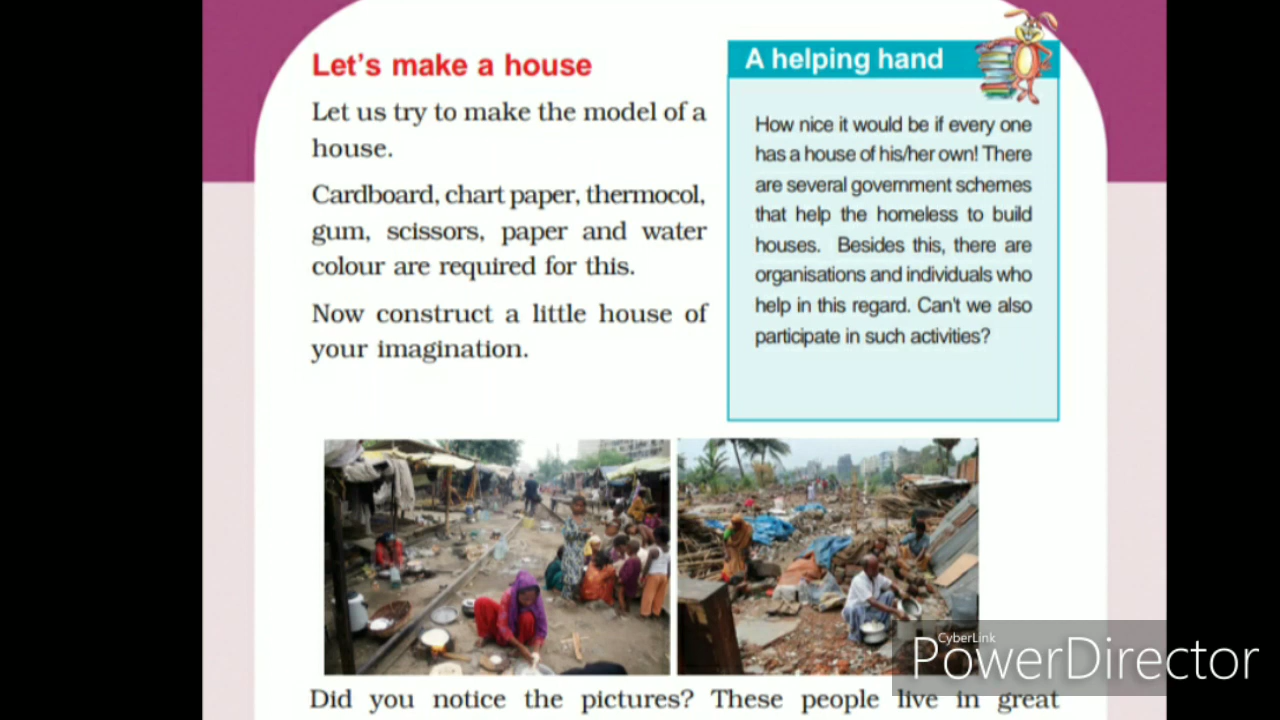 Let's make a house
Let us try to make the model of a
house.
Cardboard, chart paper, thermocol,
gum, scissors, paper and water
colour are required for this.
Now construct a little house of
your imagination.
A helping hand
How nice it would be if every one
has a house of his/her own! There
are several government schemes
that help the homeless to build
houses. Besides this, there are
organisations and individuals who
help in this regard. Can't we also
participate in such activities?
Did you notice the pictures? These people live in great
CyberLink
PowerDirector